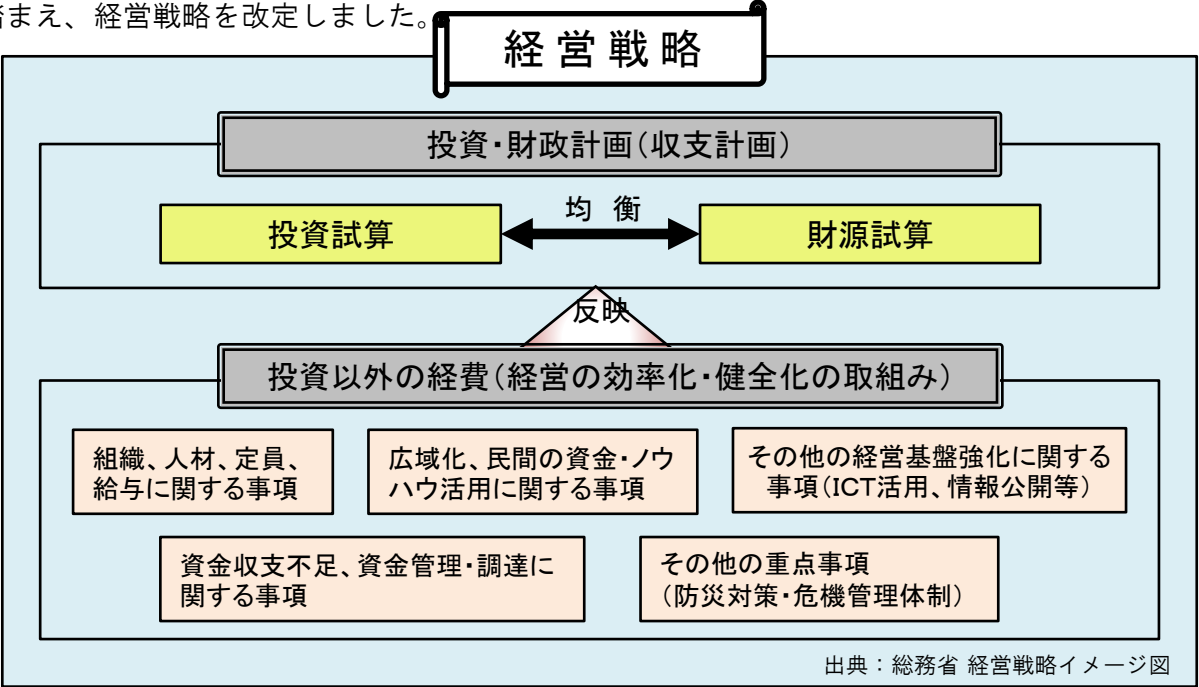 まえ、経営戦略を改定しました。
経営戦略
投資・財政計画（収支計画）
投資試算
均 衡
財源試算
反映
投資以外の経費（経営の効率化・健全化の取組み）
組織、人材、定員、
給与に関する事項
広域化、民間の資金・ノウ
ハウ活用に関する事項
その他の経営基盤強化に関する
事項（ICT活用、情報公開等）
資金収支不足、資金管理・調達に
関する事項
その他の重点事項
（防災対策・危機管理体制）
出典：総務省 経営戦略イメージ図